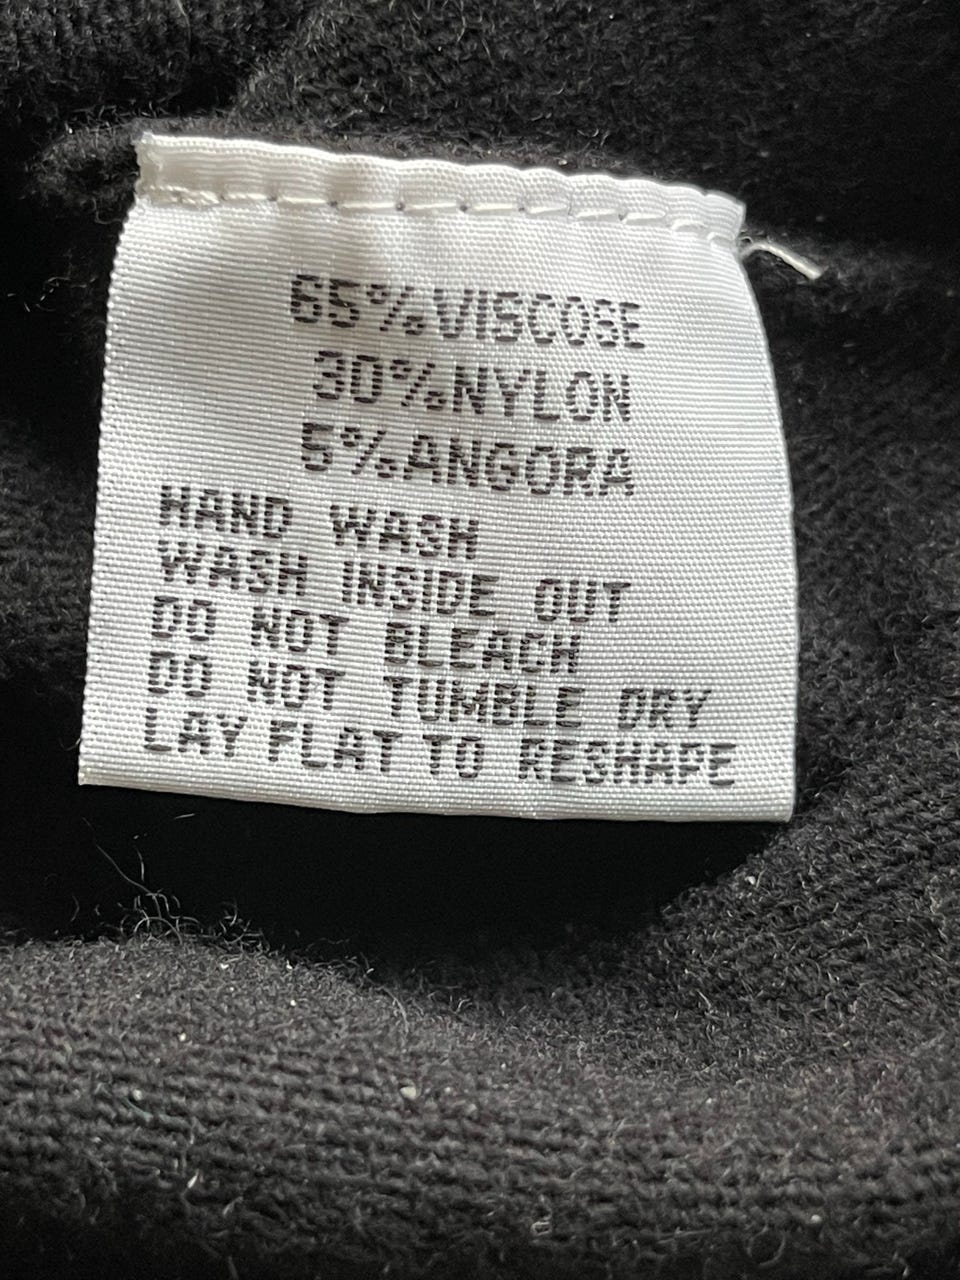 65%VISCOSE
30%NYLON
5%ANGORA
HAND WASH
WASH INSIDE OUT
DO NOT BLEACH
DO NOT TUMBLE DRY
LAY FLAT TO RESHAPE